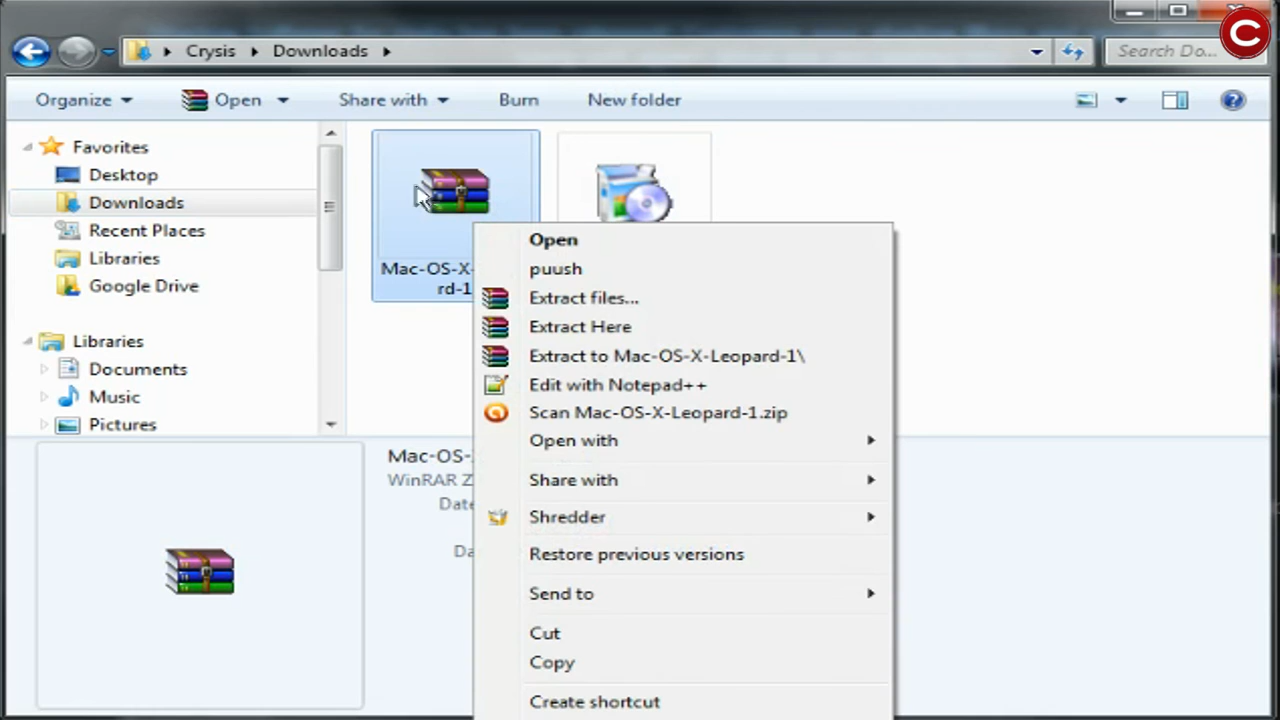 C
Crysis
Downloads
Search Do...
Organize
Open
Share with
Burn
New folder
Favorites
Desktop
Downloads
Recent Places
Libraries
Google Drive
Libraries
Documents
Music
Pictures
Mac-OS-X-
rd-1
Open
puush
Extract files...
Extract Here
Extract to Mac-OS-X-Leopard-1\
Edit with Notepad++
Scan Mac-OS-X-Leopard-1.zip
Open with
Share with
Shredder
Restore previous versions
Send to
Cut
Copy
Create shortcut
Mac-OS-
WinRAR Z
Date
Da